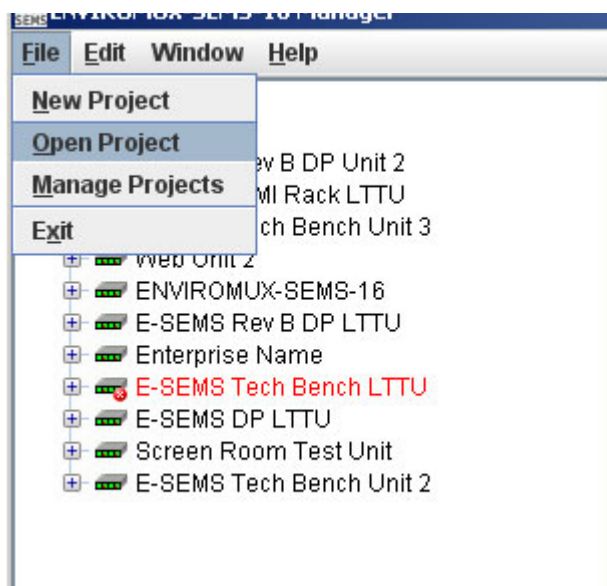 SEMS ENVIROMUX-SEMS-16 Manager
File Edit Window Help
New Project
Open Project
Manage Projects
Exit
ev B DP Unit 2
MI Rack LTTU
ch Bench Unit 3
Web Unit 2
ENVIROMUX-SEMS-16
E-SEMS Rev B DP LTTU
Enterprise Name
E-SEMS Tech Bench LTTU
E-SEMS DP LTTU
Screen Room Test Unit
E-SEMS Tech Bench Unit 2